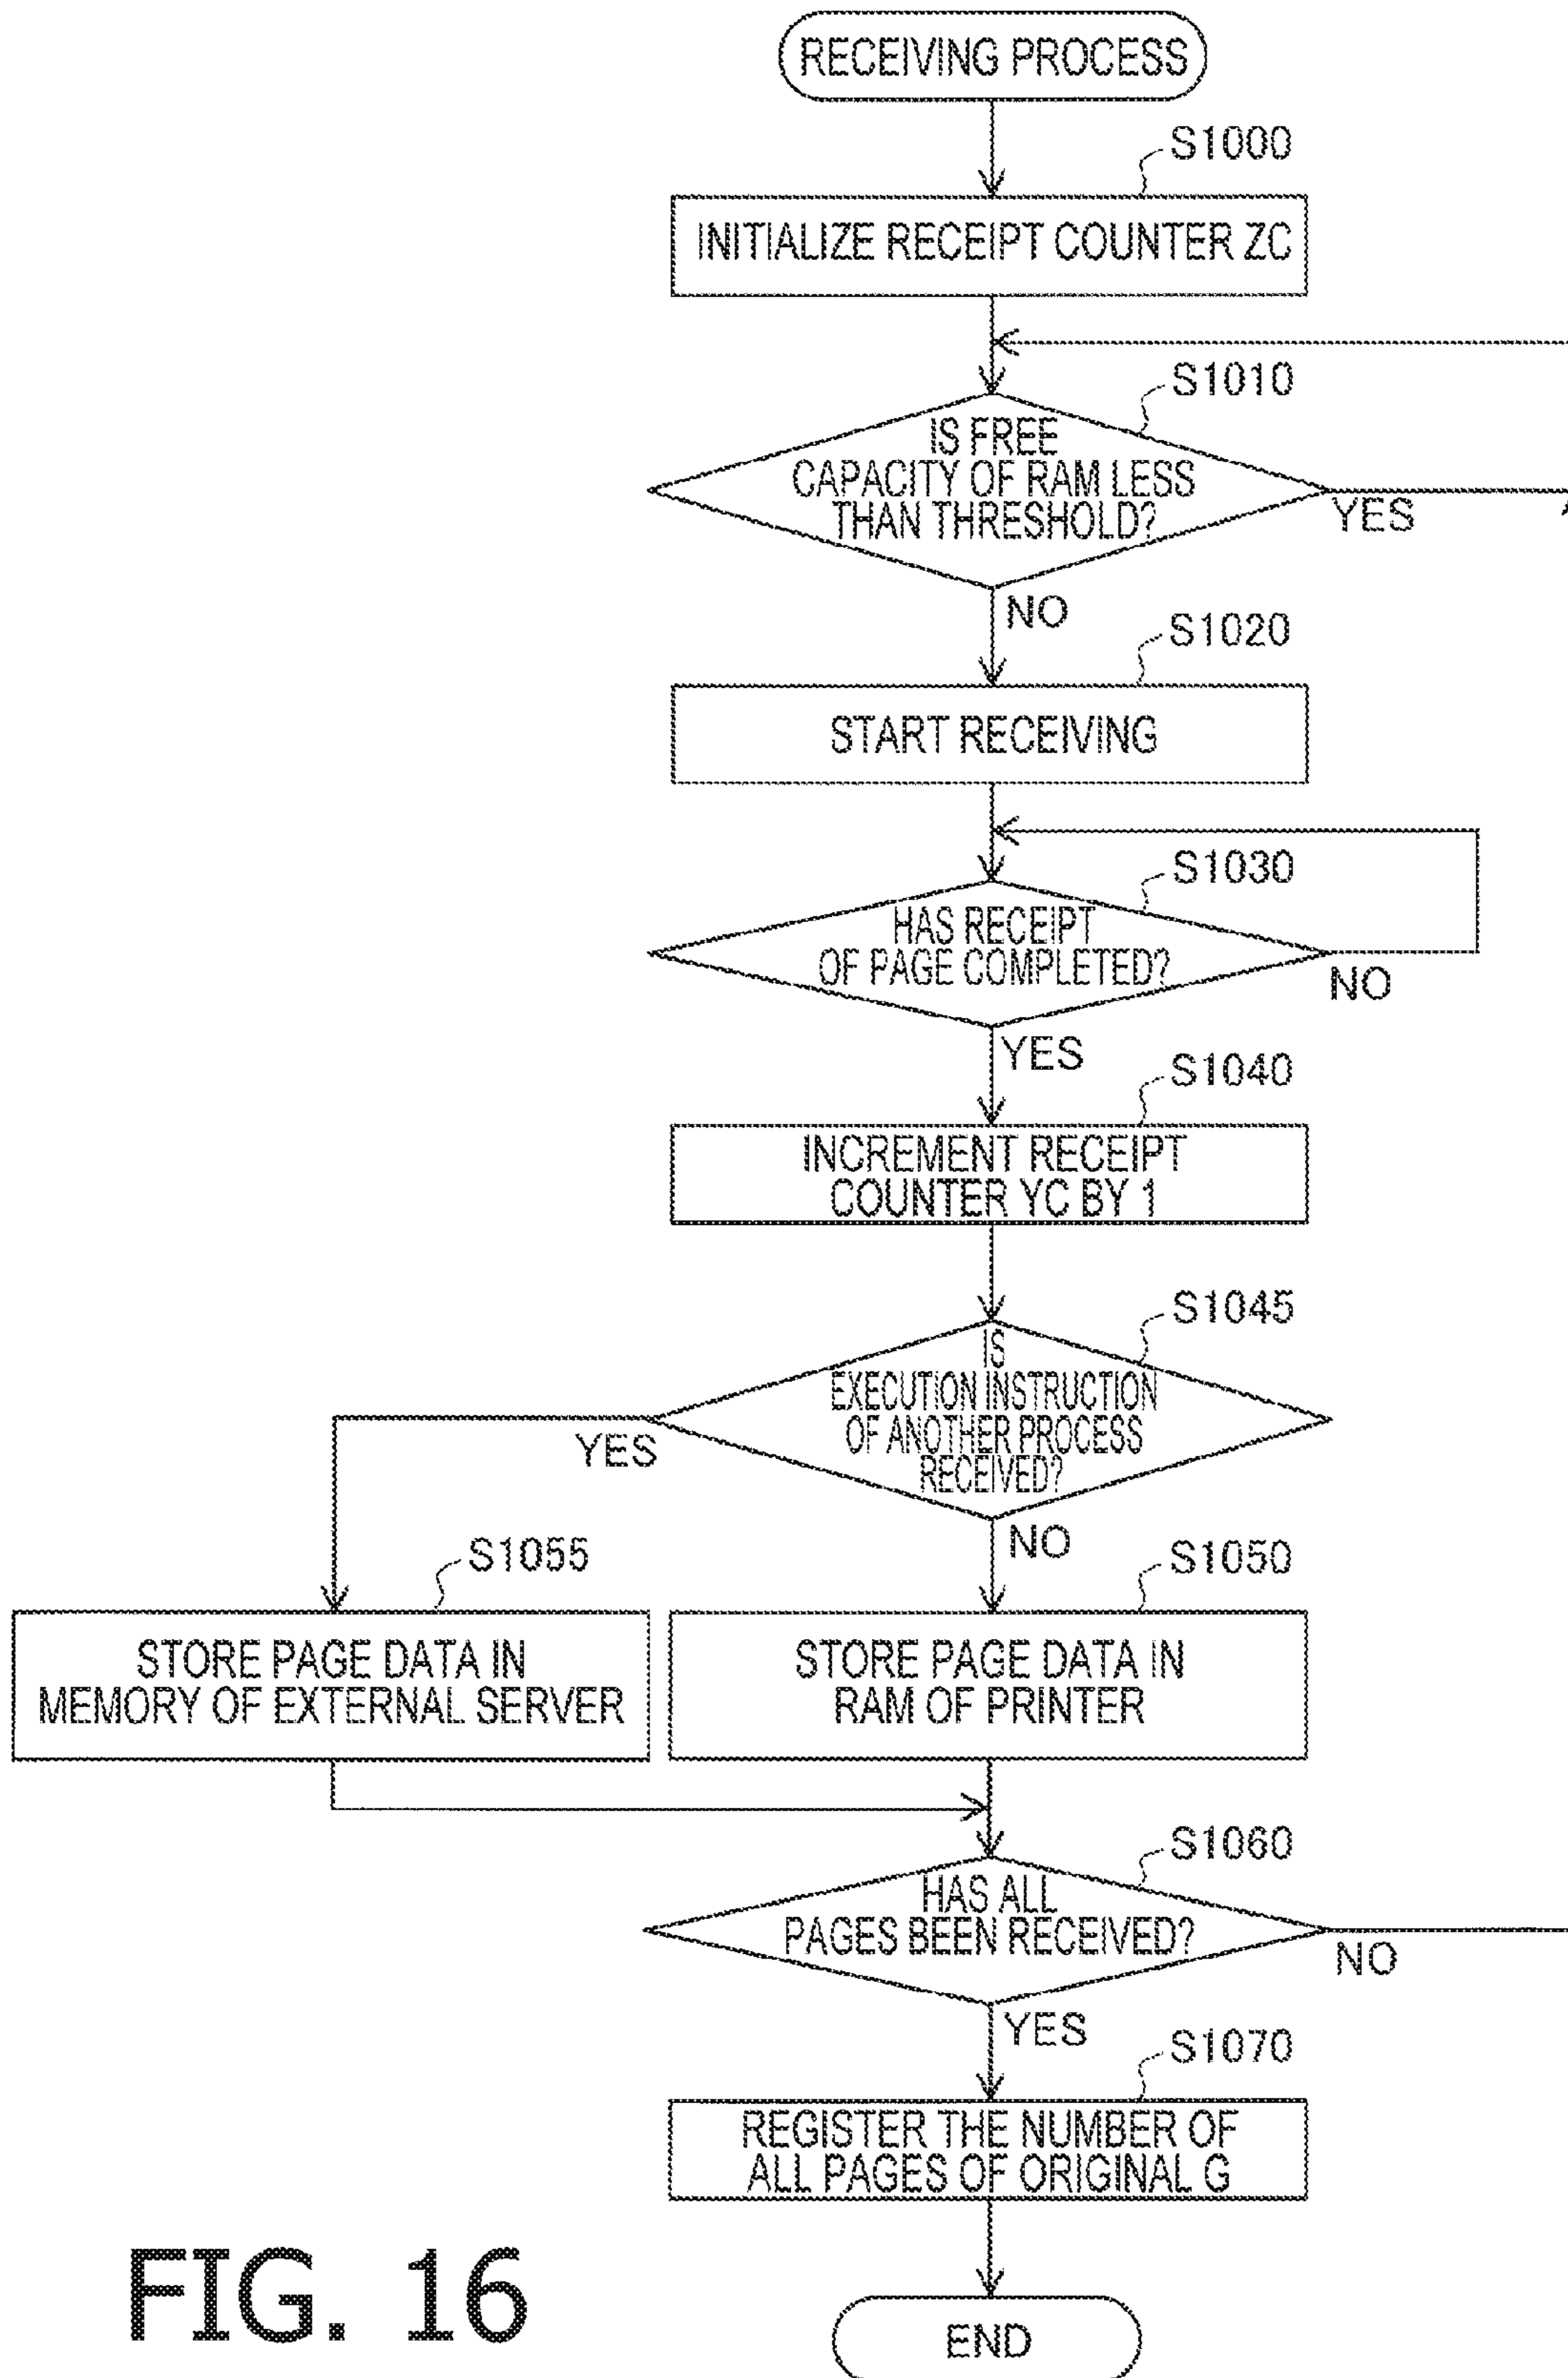 RECEIVING PROCESS
S1000
INITIALIZE RECEIPT COUNTER ZC
S1010
IS FREE
CAPACITY OF RAM LESS
THAN THRESHOLD?
YES
NO
S1020
START RECEIVING
S1030
HAS RECEIPT
OF PAGE COMPLETED?
NO
YES
S1040
INCREMENT RECEIPT
COUNTER YC BY 1
S1045
IS
EXECUTION INSTRUCTION
OF ANOTHER PROCESS
RECEIVED?
YES
NO
S1055
STORE PAGE DATA IN
MEMORY OF EXTERNAL SERVER
S1050
STORE PAGE DATA IN
RAM OF PRINTER
S1060
HAS ALL
PAGES BEEN RECEIVED?
NO
YES
S1070
REGISTER THE NUMBER OF
ALL PAGES OF ORIGINAL G
END
FIG. 16